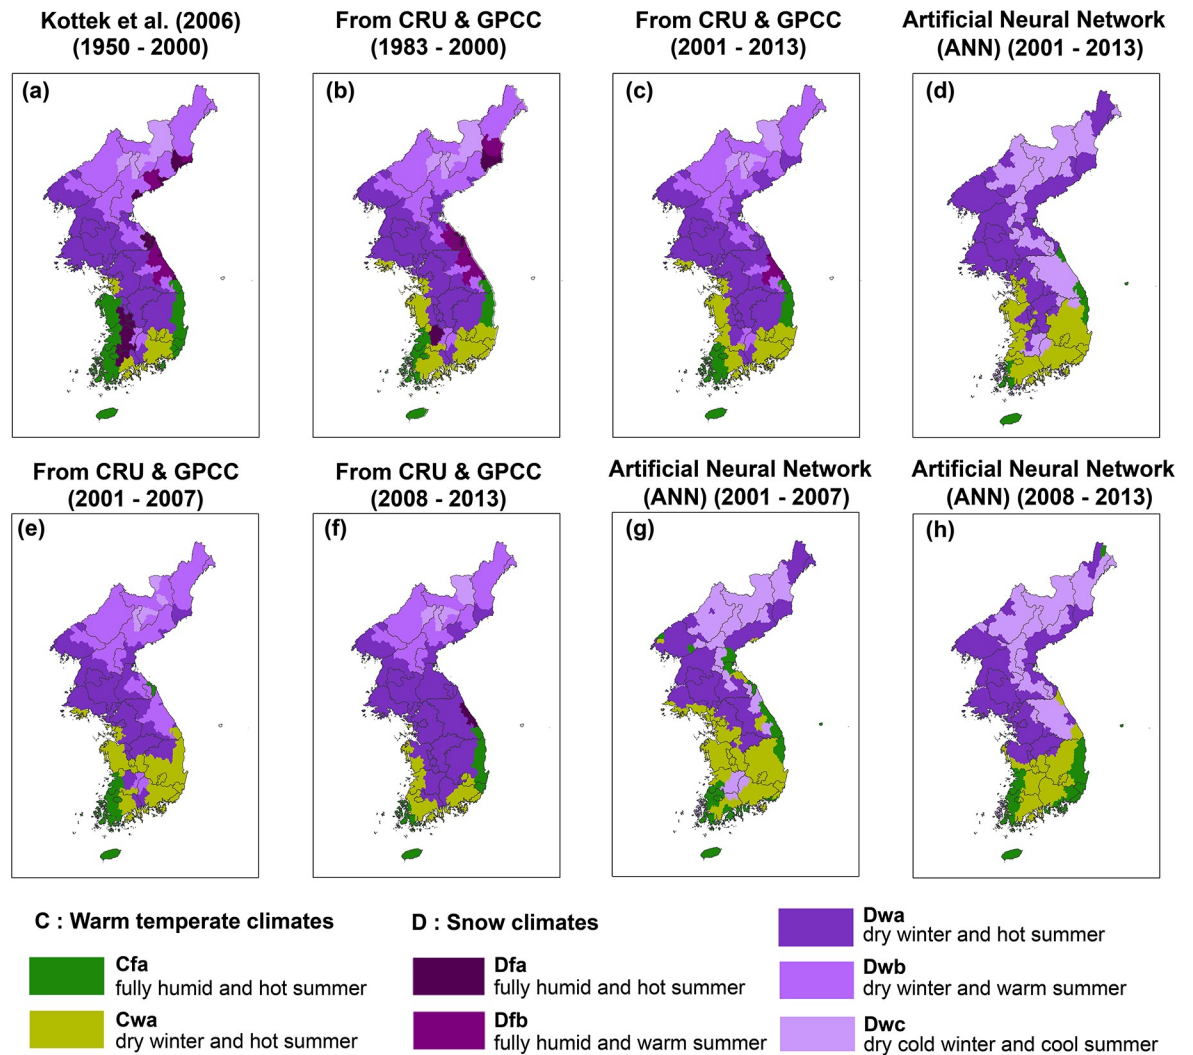 Kottek et al. (2006)
(1950 - 2000)
From CRU & GPCC
(1983 - 2000)
From CRU & GPCC
(2001 - 2013)
Artificial Neural Network
(ANN) (2001 - 2013)
(a)
(b)
(c)
(d)
From CRU & GPCC
(2001 - 2007)
From CRU & GPCC
(2008 - 2013)
Artificial Neural Network
(ANN) (2001 - 2007)
Artificial Neural Network
(ANN) (2008 - 2013)
(e)
(f)
(g)
(h)
C : Warm temperate climates
Cfa
fully humid and hot summer
Cwa
dry winter and hot summer
D : Snow climates
Dfa
fully humid and hot summer
Dfb
fully humid and warm summer
Dwa
dry winter and hot summer
Dwb
dry winter and warm summer
Dwc
dry cold winter and cool summer